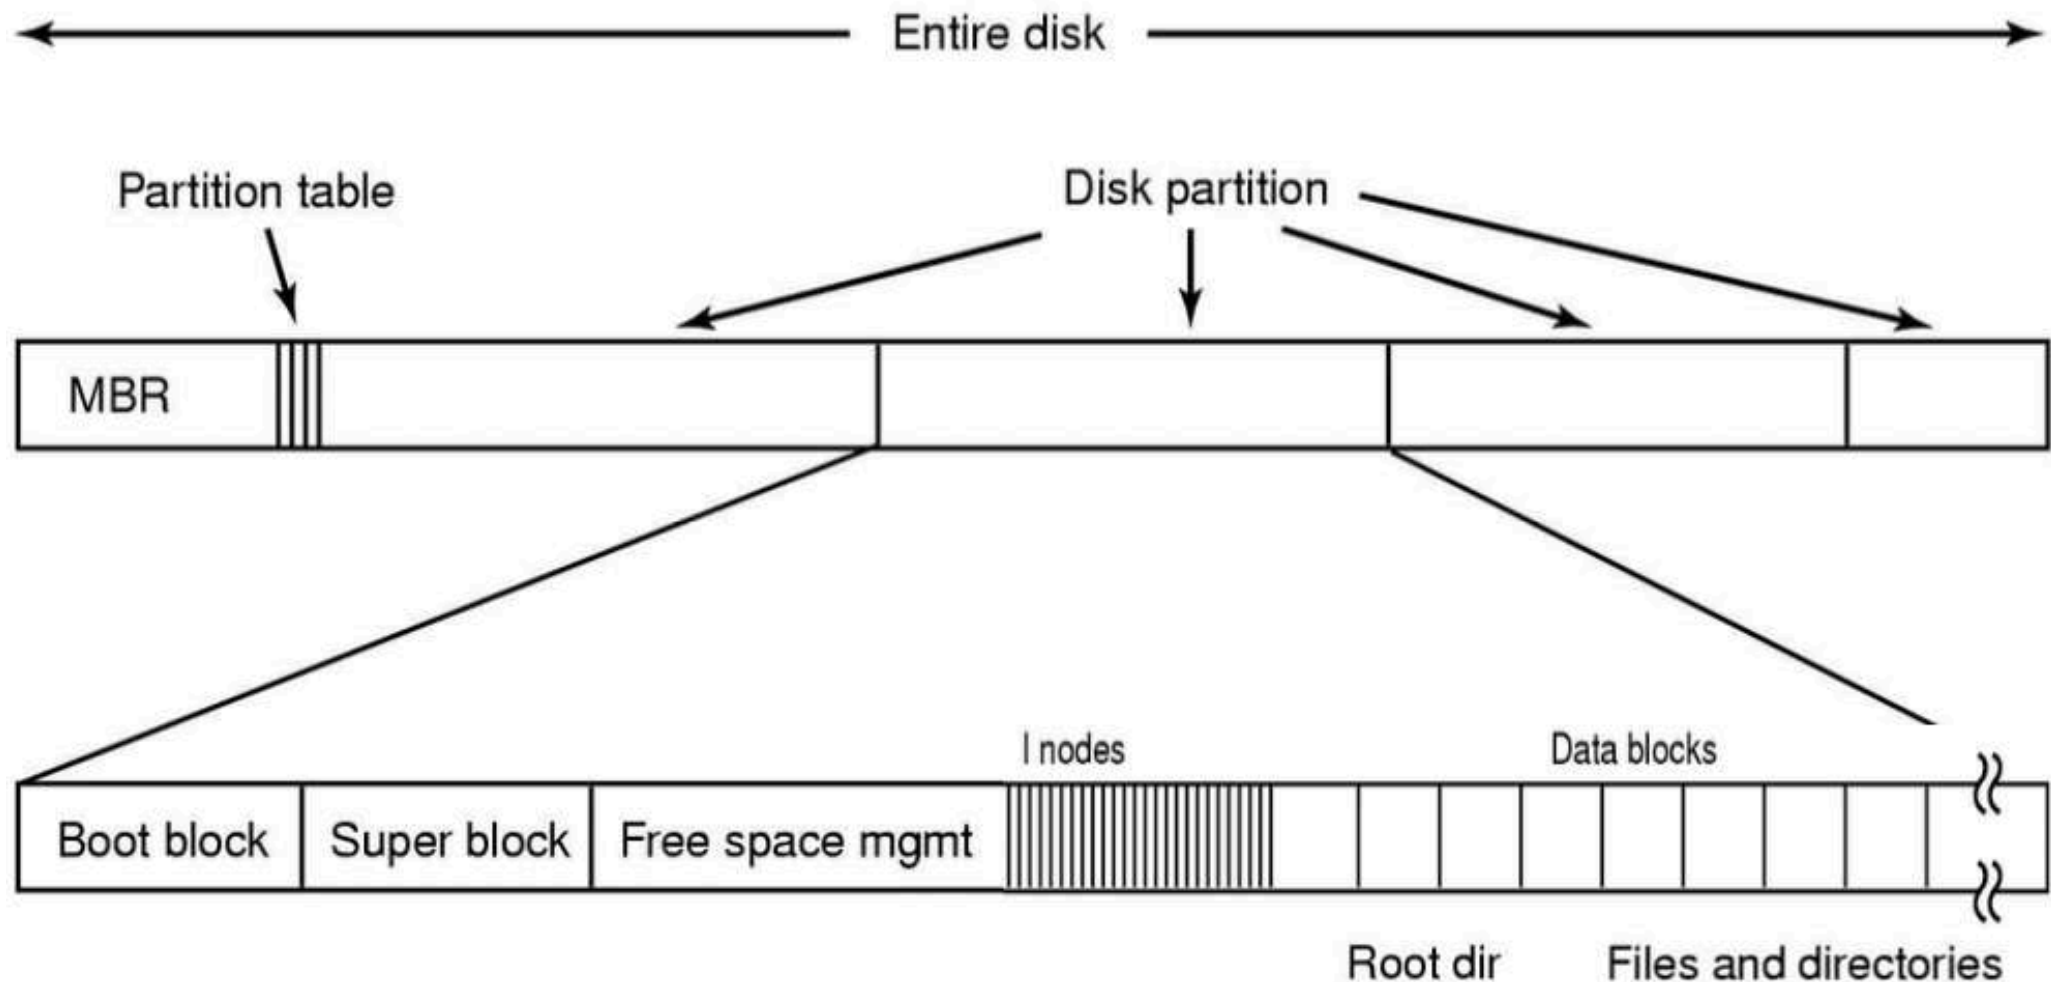 Entire disk
Partition table
Disk partition
MBR
I nodes
Data blocks
Boot block
Super block
Free space mgmt
Root dir
Files and directories